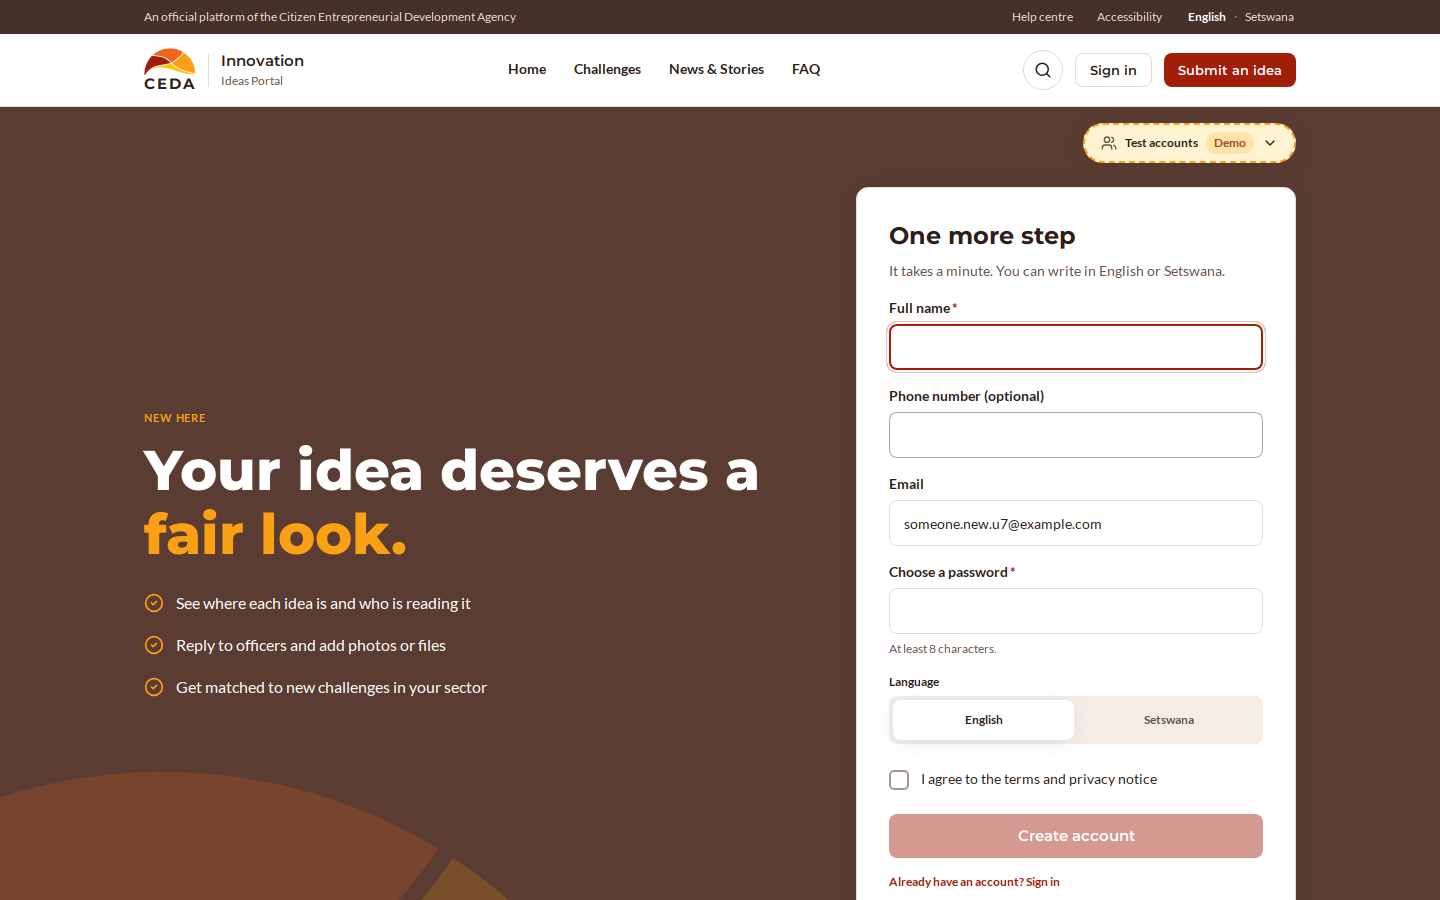 An official platform of the Citizen Entrepreneurial Development Agency
Help centre
Accessibility
English · Setswana
CEDA
Innovation
Ideas Portal
Home
Challenges
News & Stories
FAQ
Sign in
Submit an idea
Test accounts
Demo
One more step
It takes a minute. You can write in English or Setswana.
Full name*
Phone number (optional)
Email
someone.new.u7@example.com
Choose a password*
At least 8 characters.
Language
English
Setswana
I agree to the terms and privacy notice
Create account
Already have an account? Sign in
NEW HERE
Your idea deserves a
fair look.
See where each idea is and who is reading it
Reply to officers and add photos or files
Get matched to new challenges in your sector